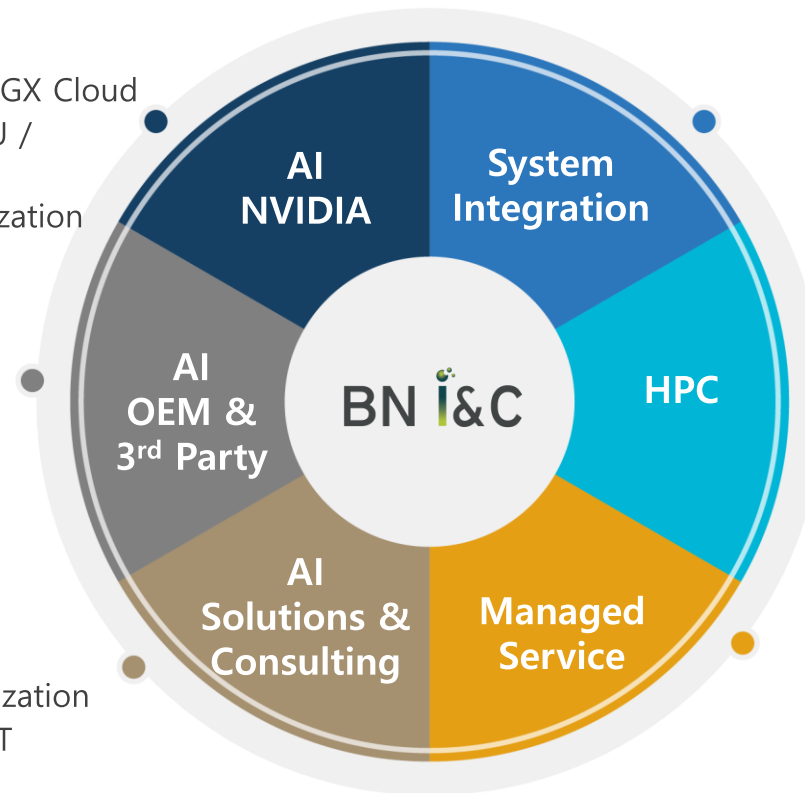 GX Cloud
/
AI
NVIDIA
System
Integration
zation
AI
OEM &
3rd Party
BN i&C
HPC
AI
Solutions &
Consulting
Managed
Service
zation
T